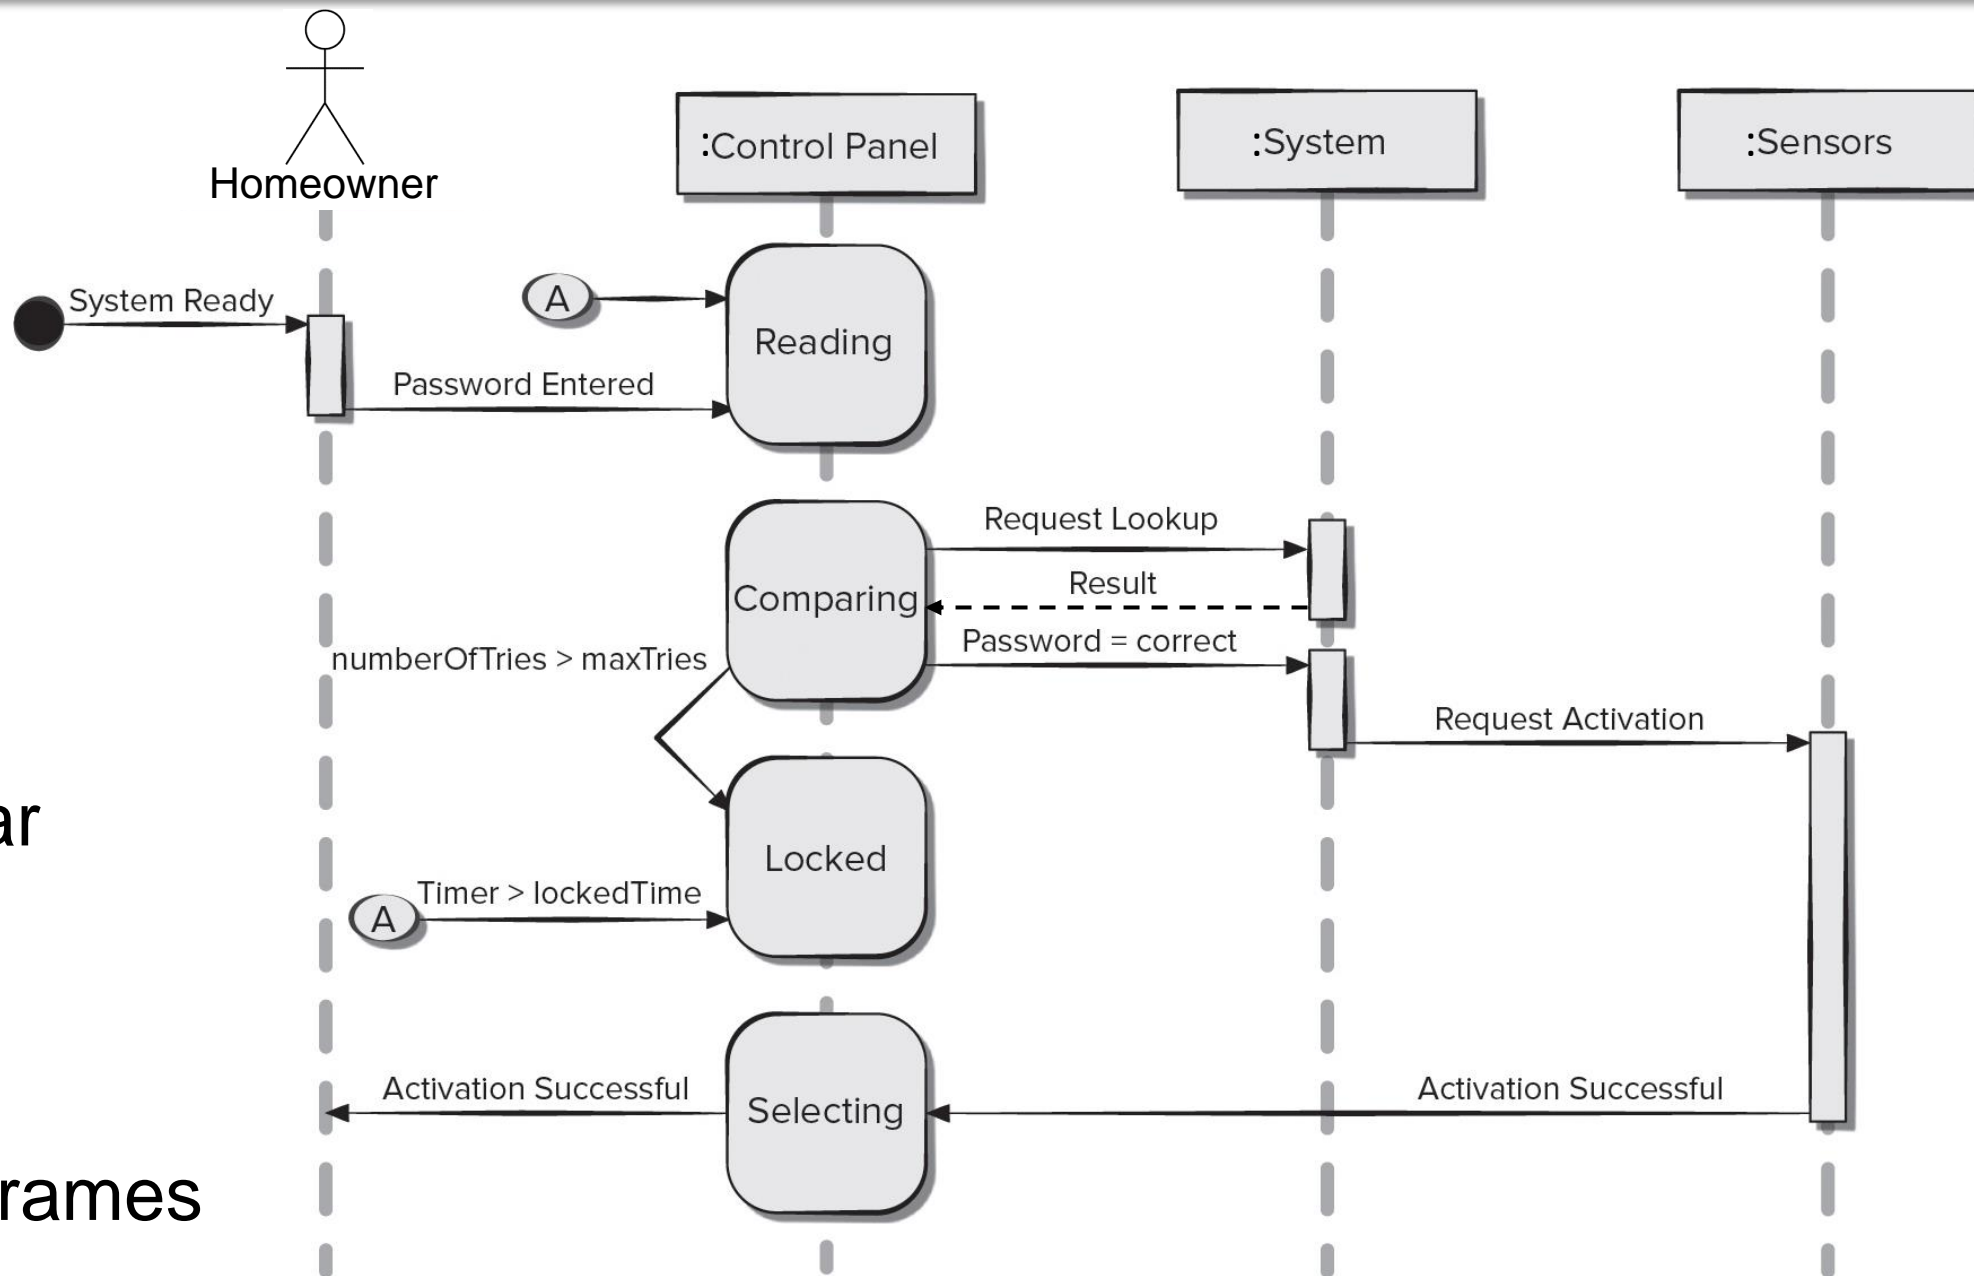 Homeowner
:Control Panel
:System
:Sensors
System Ready
A
Reading
Password Entered
Request Lookup
Result
Comparing
Password = correct
numberOfTries > maxTries
Request Activation
ar
Locked
Timer > lockedTime
A
Activation Successful
Selecting
Activation Successful
rames